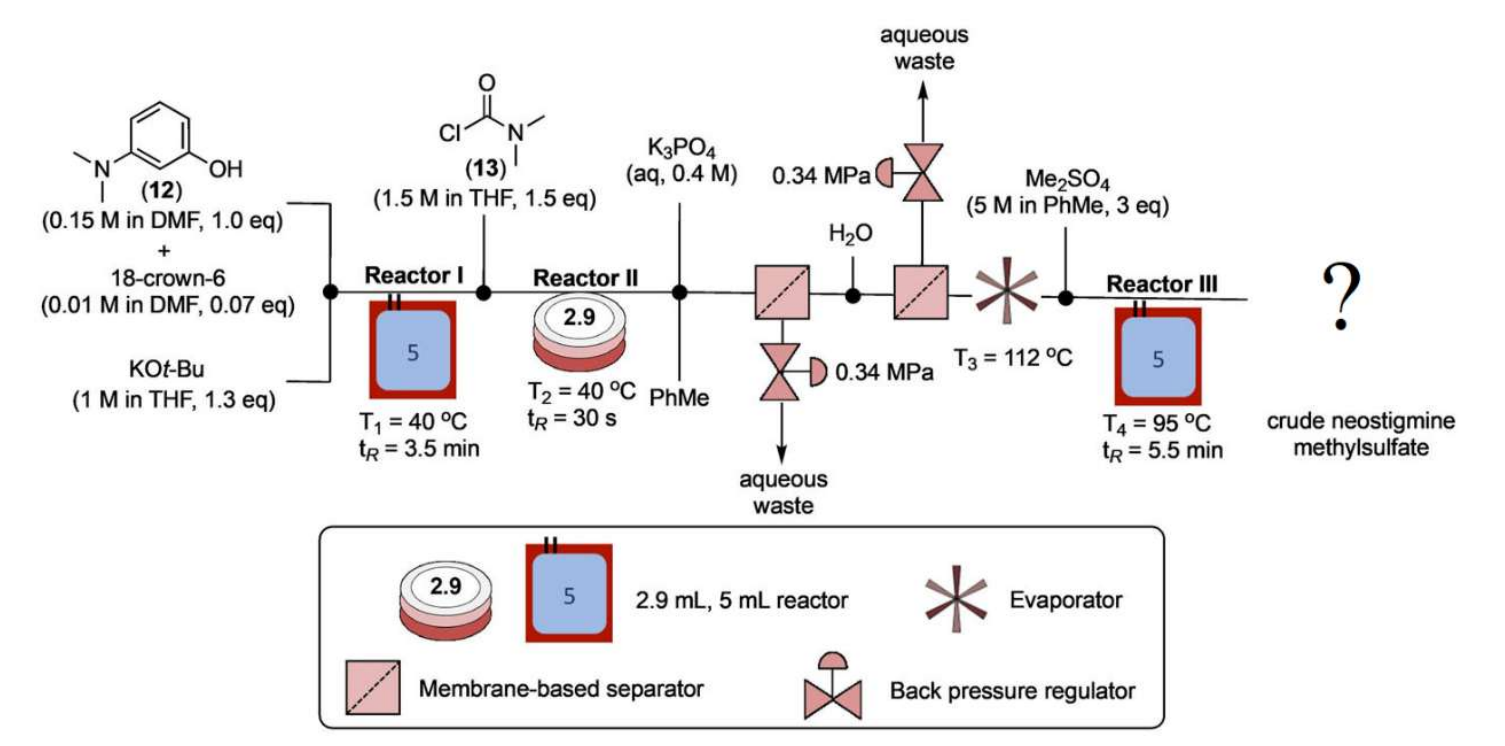 aqueous
waste
O
Cl
N
(13)
(1.5 M in THF, 1.5 eq)
K₃PO₄
(aq, 0.4 M)
0.34 MPa
Me₂SO₄
(5 M in PhMe, 3 eq)
N
OH
(12)
(0.15 M in DMF, 1.0 eq)
+
18-crown-6
(0.01 M in DMF, 0.07 eq)
KOt-Bu
(1 M in THF, 1.3 eq)
Reactor I
5
T₁ = 40 ºC
tR = 3.5 min
Reactor II
2.9
T₂ = 40 ºC
tR = 30 s
PhMe
H₂O
0.34 MPa
aqueous
waste
T₃ = 112 ºC
Reactor III
5
T₄ = 95 ºC
tR = 5.5 min
?
crude neostigmine
methylsulfate
2.9
5
2.9 mL, 5 mL reactor
Evaporator
Membrane-based separator
Back pressure regulator